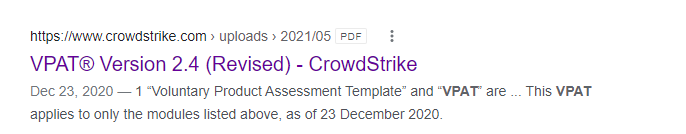 https://www.crowdstrike.com › uploads › 2021/05 PDF
VPAT® Version 2.4 (Revised) - CrowdStrike
Dec 23, 2020 — 1 “Voluntary Product Assessment Template” and “VPAT” are ... This VPAT
applies to only the modules listed above, as of 23 December 2020.